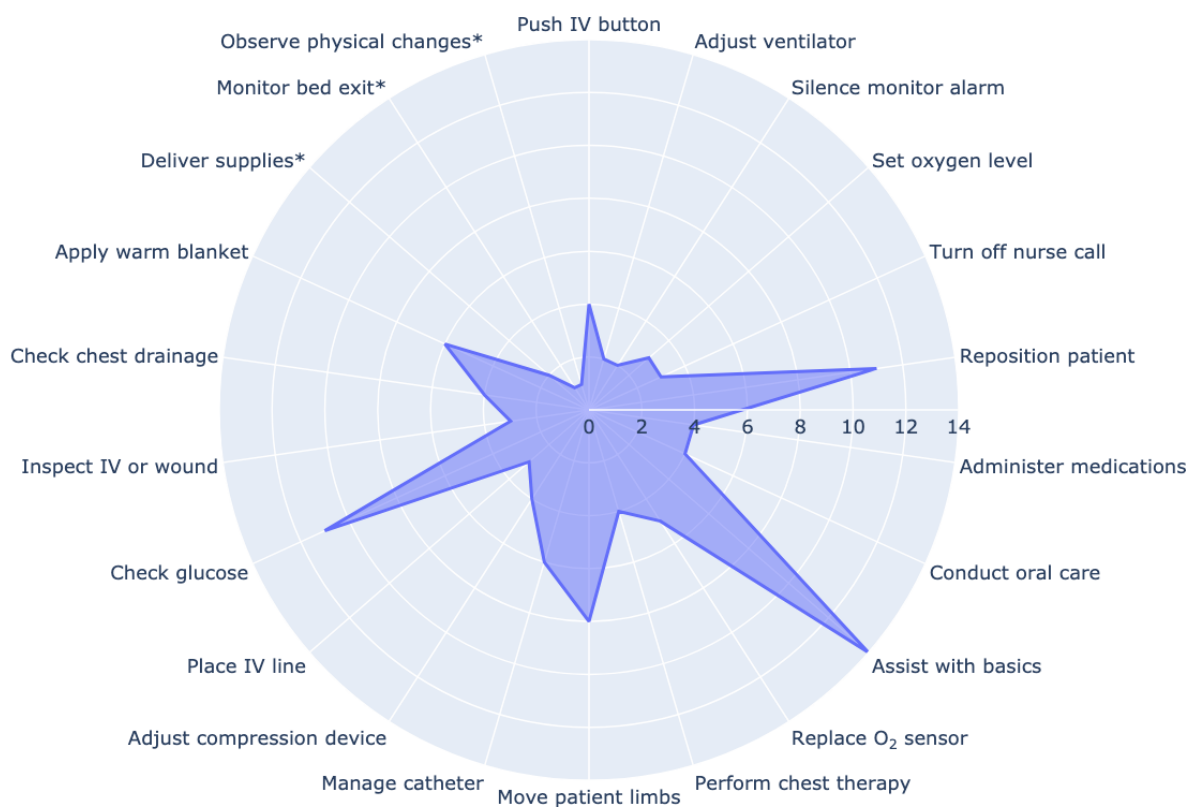 Push IV button
Observe physical changes*
Adjust ventilator
Monitor bed exit*
Silence monitor alarm
Deliver supplies*
Set oxygen level
Apply warm blanket
Turn off nurse call
Check chest drainage
Reposition patient
0 2 4 6 8 10 12 14
Inspect IV or wound
Administer medications
Check glucose
Conduct oral care
Place IV line
Assist with basics
Adjust compression device
Replace O₂ sensor
Manage catheter
Perform chest therapy
Move patient limbs